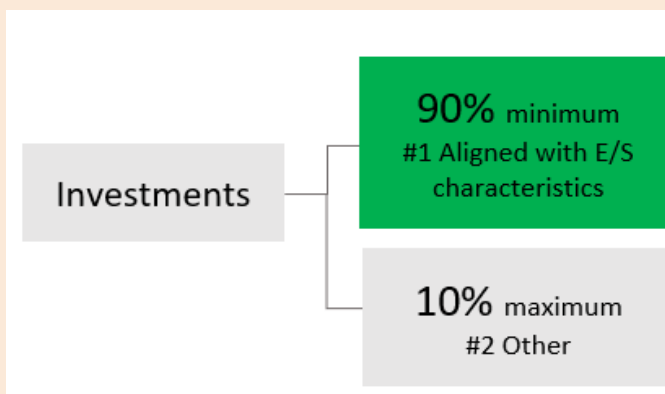 Investments
90% minimum
#1 Aligned with E/S
characteristics
10% maximum
#2 Other